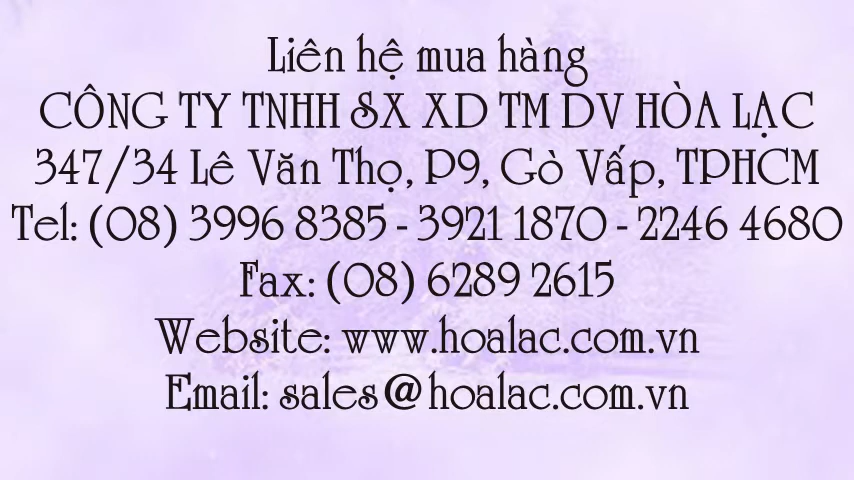 Liên hệ mua hàng
CÔNG TY TNHH SX XD TM DV HÒA LẠC
347/34 Lê Văn Thọ, P9, Gò Vấp, TPHCM
Tel: (08) 3996 8385 - 3921 1870 - 2246 4680
Fax: (08) 6289 2615
Website: www.hoalac.com.vn
Email: sales@hoalac.com.vn